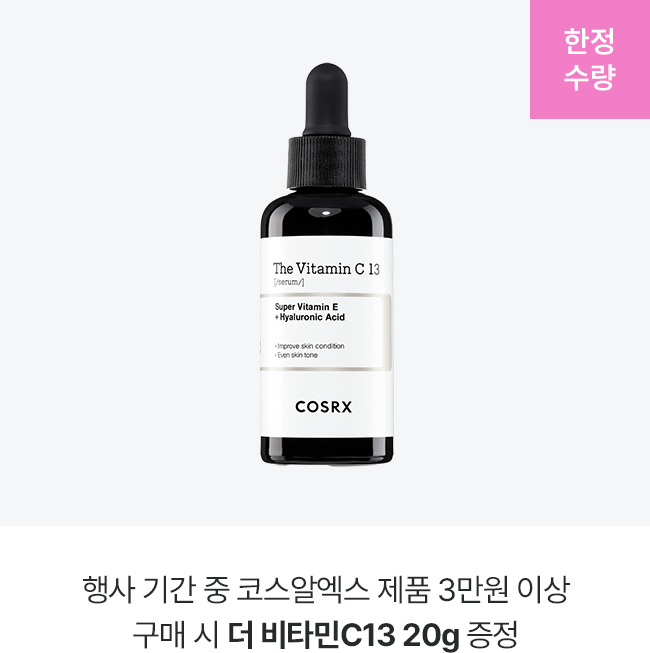 한정
수량
The Vitamin C 13
[/serum/]
Super Vitamin E
+Hyaluronic Acid
•Improve skin condition
•Even skin tone
COSRX
행사 기간 중 코스알엑스 제품 3만원 이상
구매 시 더 비타민C13 20g 증정